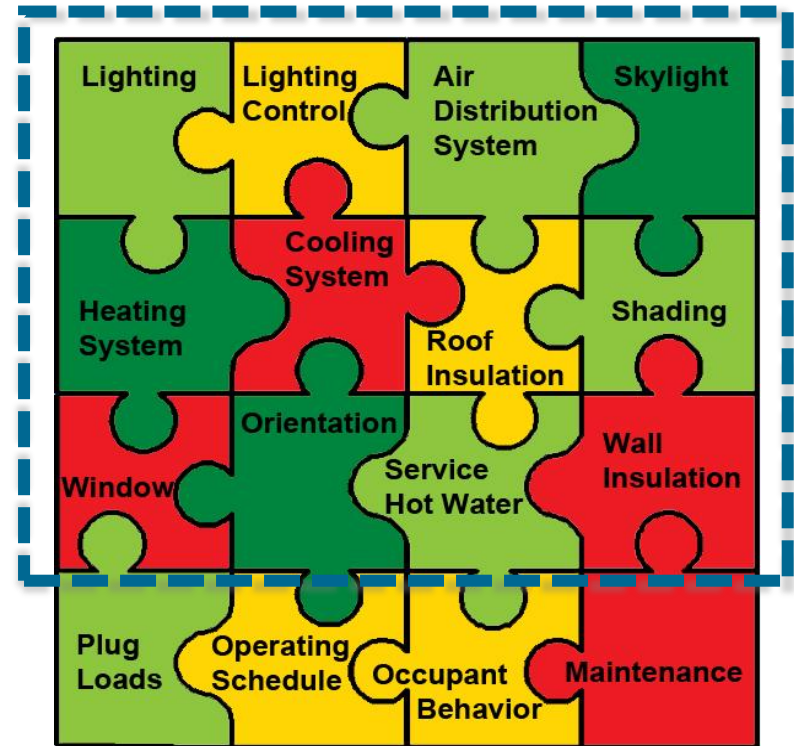 Lighting
Lighting
Control
Air
Distribution
System
Skylight
Heating
System
Cooling
System
Roof
Insulation
Shading
Window
Orientation
Service
Hot Water
Wall
Insulation
Plug
Loads
Operating
Schedule
Occupant
Behavior
Maintenance